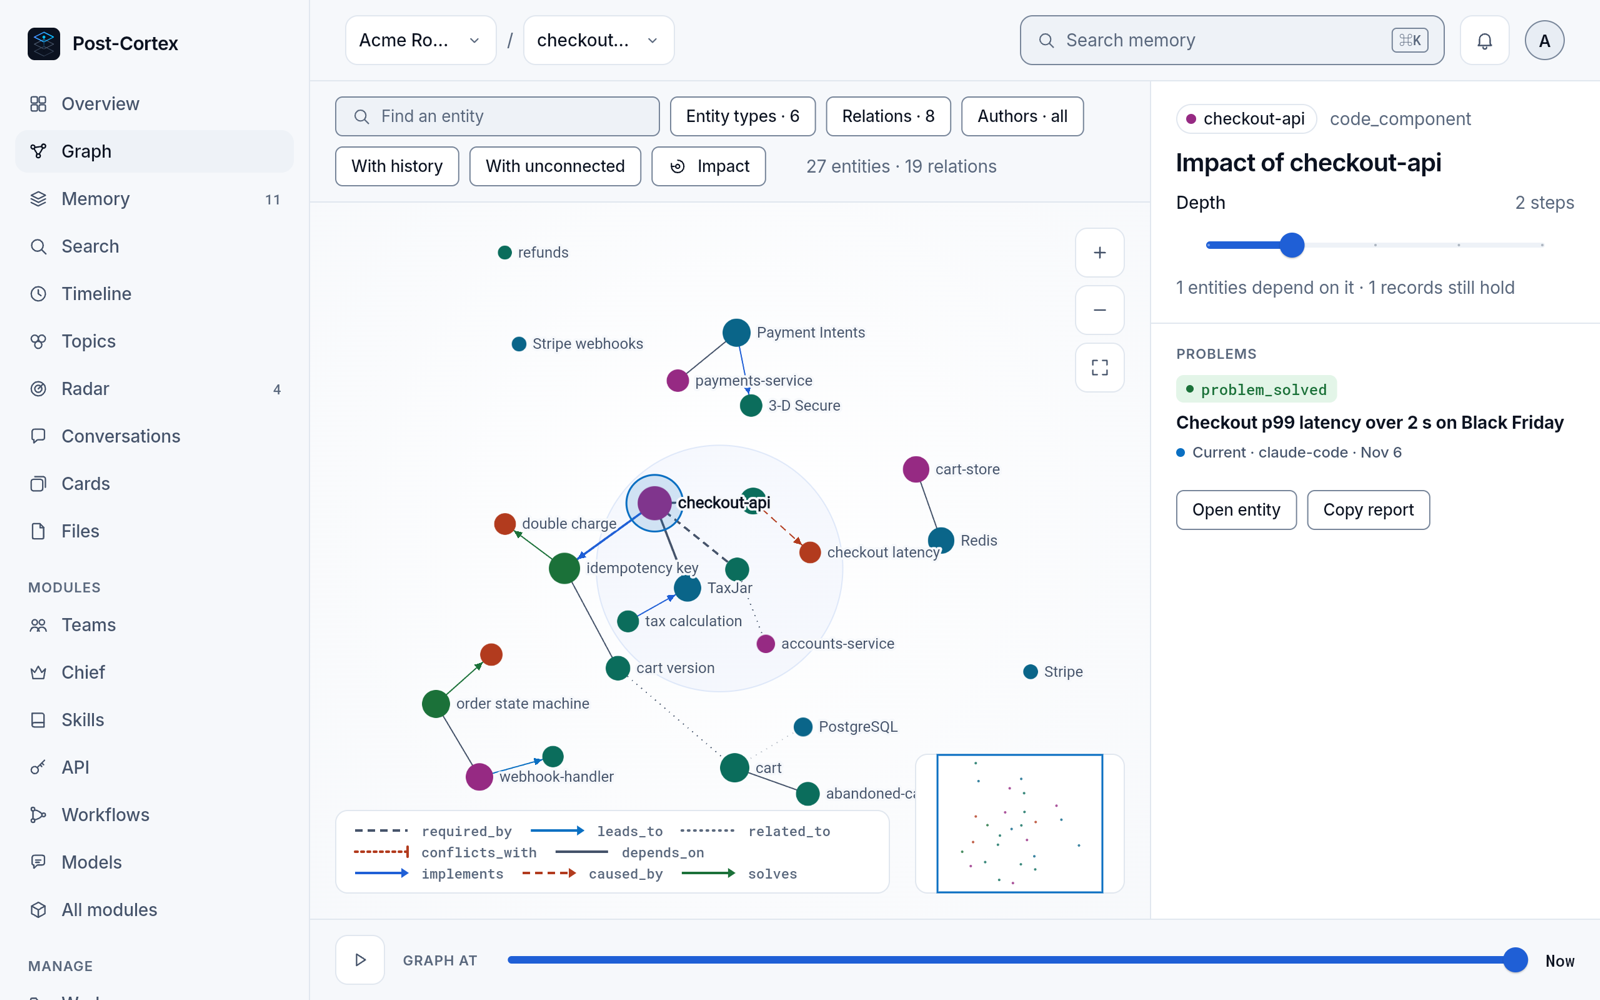 Post-Cortex
Acme Ro...
/
checkout...
Search memory
⌘K
A
Overview
Graph
Memory
11
Search
Timeline
Topics
Radar
4
Conversations
Cards
Files
MODULES
Teams
Chief
Skills
API
Workflows
Models
All modules
MANAGE
Find an entity
Entity types · 6
Relations · 8
Authors · all
With history
With unconnected
Impact
27 entities · 19 relations
refunds
Stripe webhooks
Payment Intents
payments-service
3-D Secure
cart-store
checkout-api
double charge
Redis
checkout latency
idempotency key
TaxJar
tax calculation
accounts-service
cart version
Stripe
order state machine
PostgreSQL
cart
webhook-handler
abandoned-ca
required_by
leads_to
related_to
conflicts_with
depends_on
implements
caused_by
solves
GRAPH AT
Now
checkout-api
code_component
Impact of checkout-api
Depth
2 steps
1 entities depend on it · 1 records still hold
PROBLEMS
problem_solved
Checkout p99 latency over 2 s on Black Friday
Current · claude-code · Nov 6
Open entity
Copy report